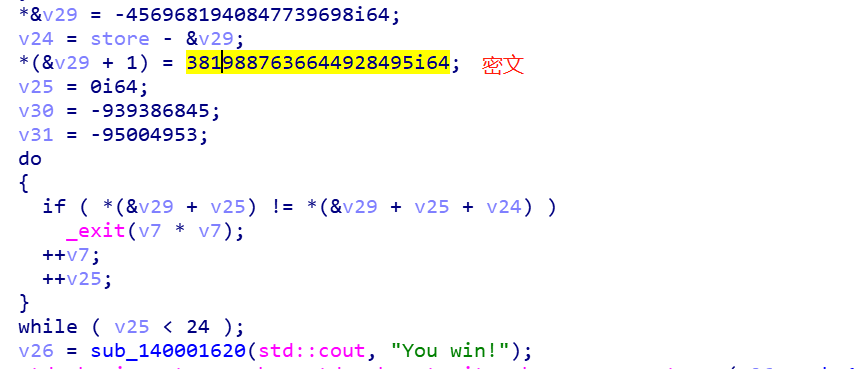 *&v29 = -4569681940847739698i64;
v24 = store - &v29;
*(&v29 + 1) = 3819887636644928495i64; 密文
v25 = 0i64;
v30 = -939386845;
v31 = -95004953;
do
{
if ( *(&v29 + v25) != *(&v29 + v25 + v24) )
_exit(v7 * v7);
++v7;
++v25;
}
while ( v25 < 24 );
v26 = sub_140001620(std::cout, "You win!");